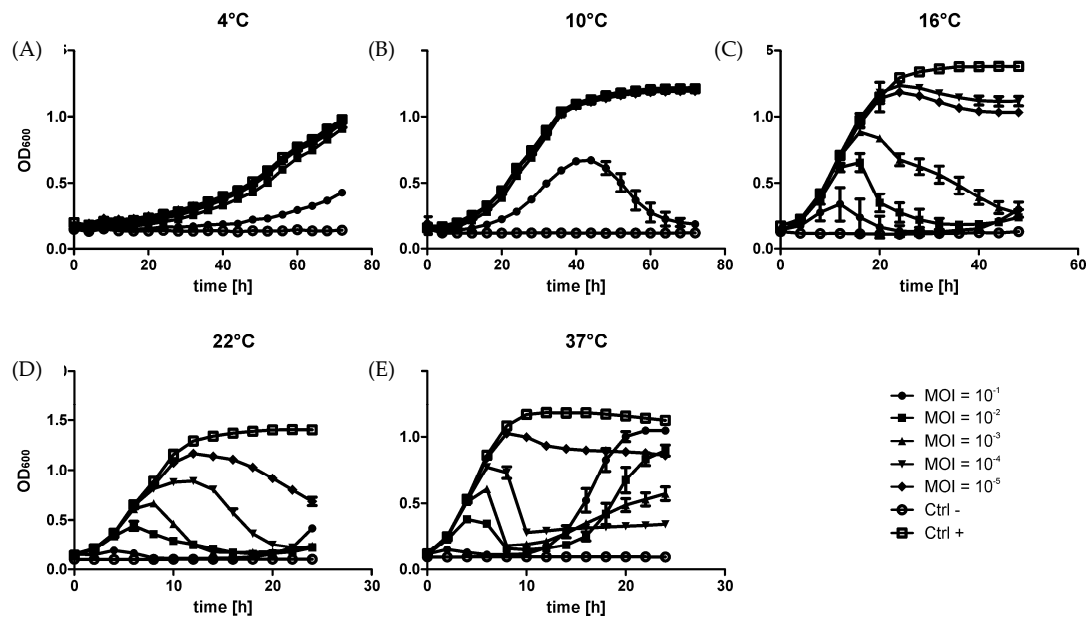 4°C
10°C
16°C
(A)
(B)
(C)
5
1.0
0.5
0.0
OD600
0
20
40
60
80
time [h]
1.0
0.5
0.0
0
20
40
60
80
time [h]
5
1.0
0.5
0.0
0
20
40
60
time [h]
22°C
37°C
(D)
(E)
1.5
1.0
0.5
0.0
OD600
0
10
20
30
time [h]
1.0
0.5
0.0
0
10
20
30
time [h]
MOI = 10-1
MOI = 10-2
MOI = 10-3
MOI = 10-4
MOI = 10-5
Ctrl -
Ctrl +